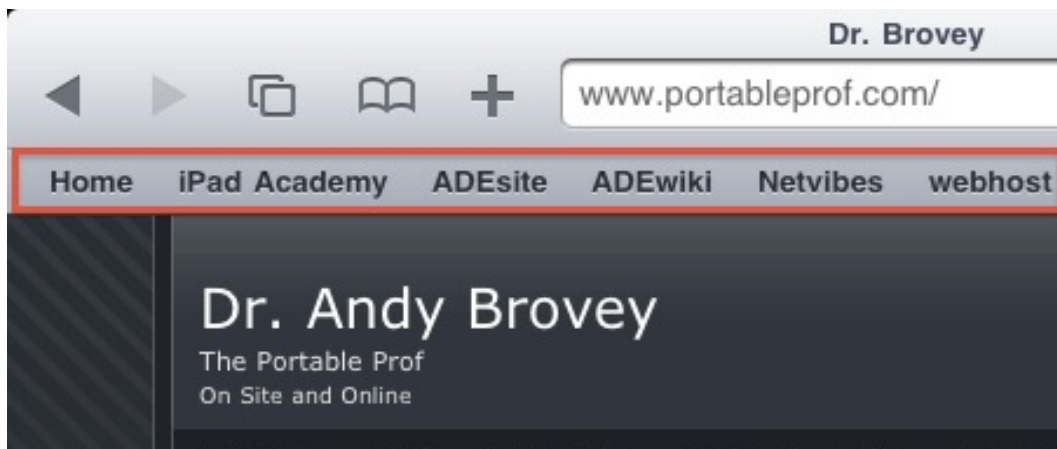 Dr. Brovey
www.portableprof.com/
Home iPad Academy ADEsite ADEwiki Netvibes webhost
Dr. Andy Brovey
The Portable Prof
On Site and Online